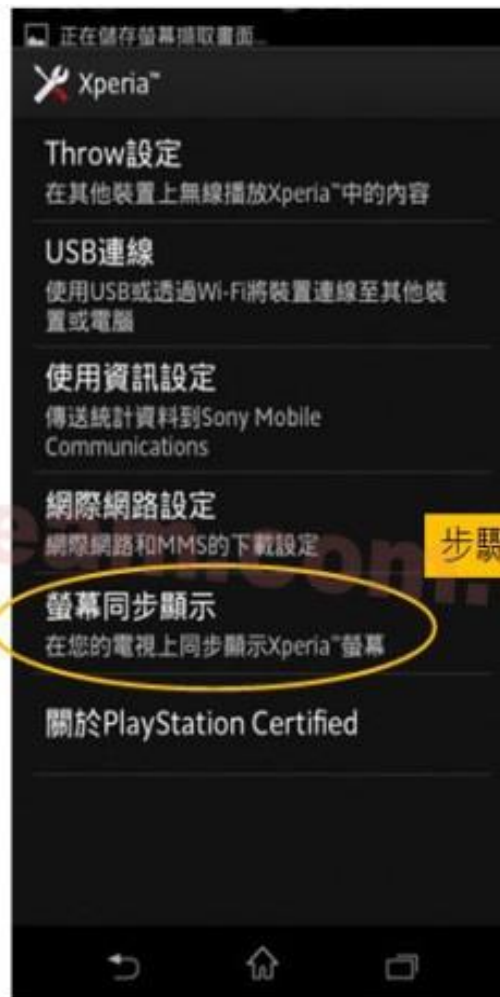 正在儲存螢幕擷取畫面...
Xperia™
Throw設定
在其他裝置上無線播放Xperia™中的內容
USB連線
使用USB或透過Wi-Fi將裝置連線至其他裝
置或電腦
使用資訊設定
傳送統計資料到Sony Mobile
Communications
網際網路設定
網際網路和MMS的下載設定
步驟
螢幕同步顯示
在您的電視上同步顯示Xperia™螢幕
關於PlayStation Certified